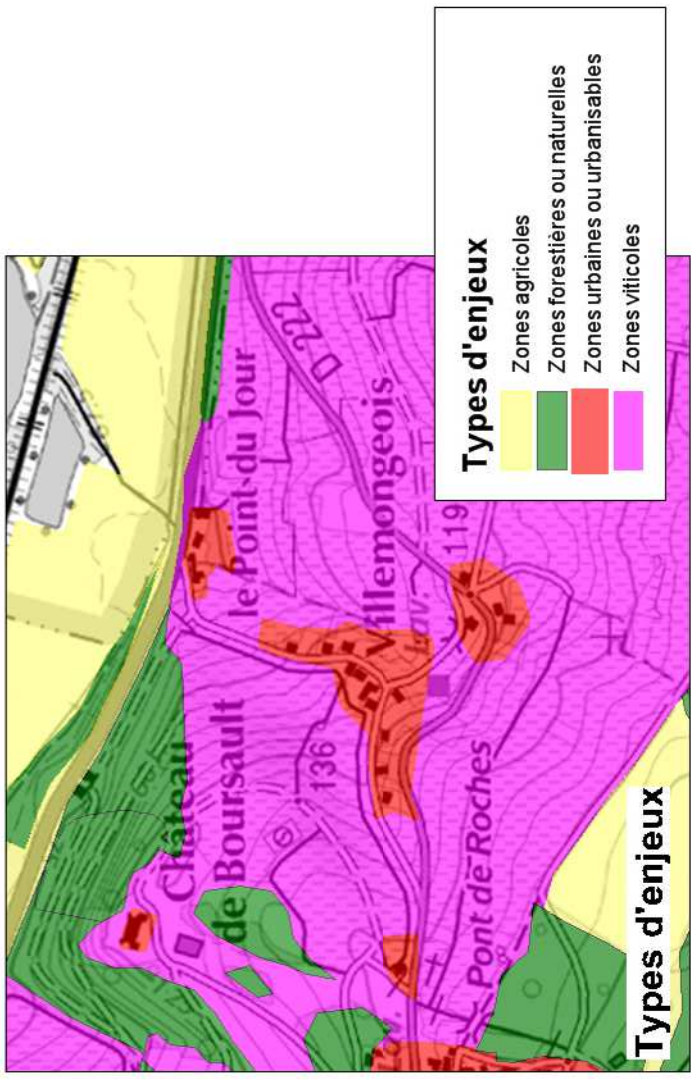 Château
de Boursault
le Point du Jour
D 222
Villemongeois
136
Lav.
119
Pont de Roches
Types d'enjeux
Types d'enjeux
Zones agricoles
Zones forestières ou naturelles
Zones urbaines ou urbanisables
Zones viticoles